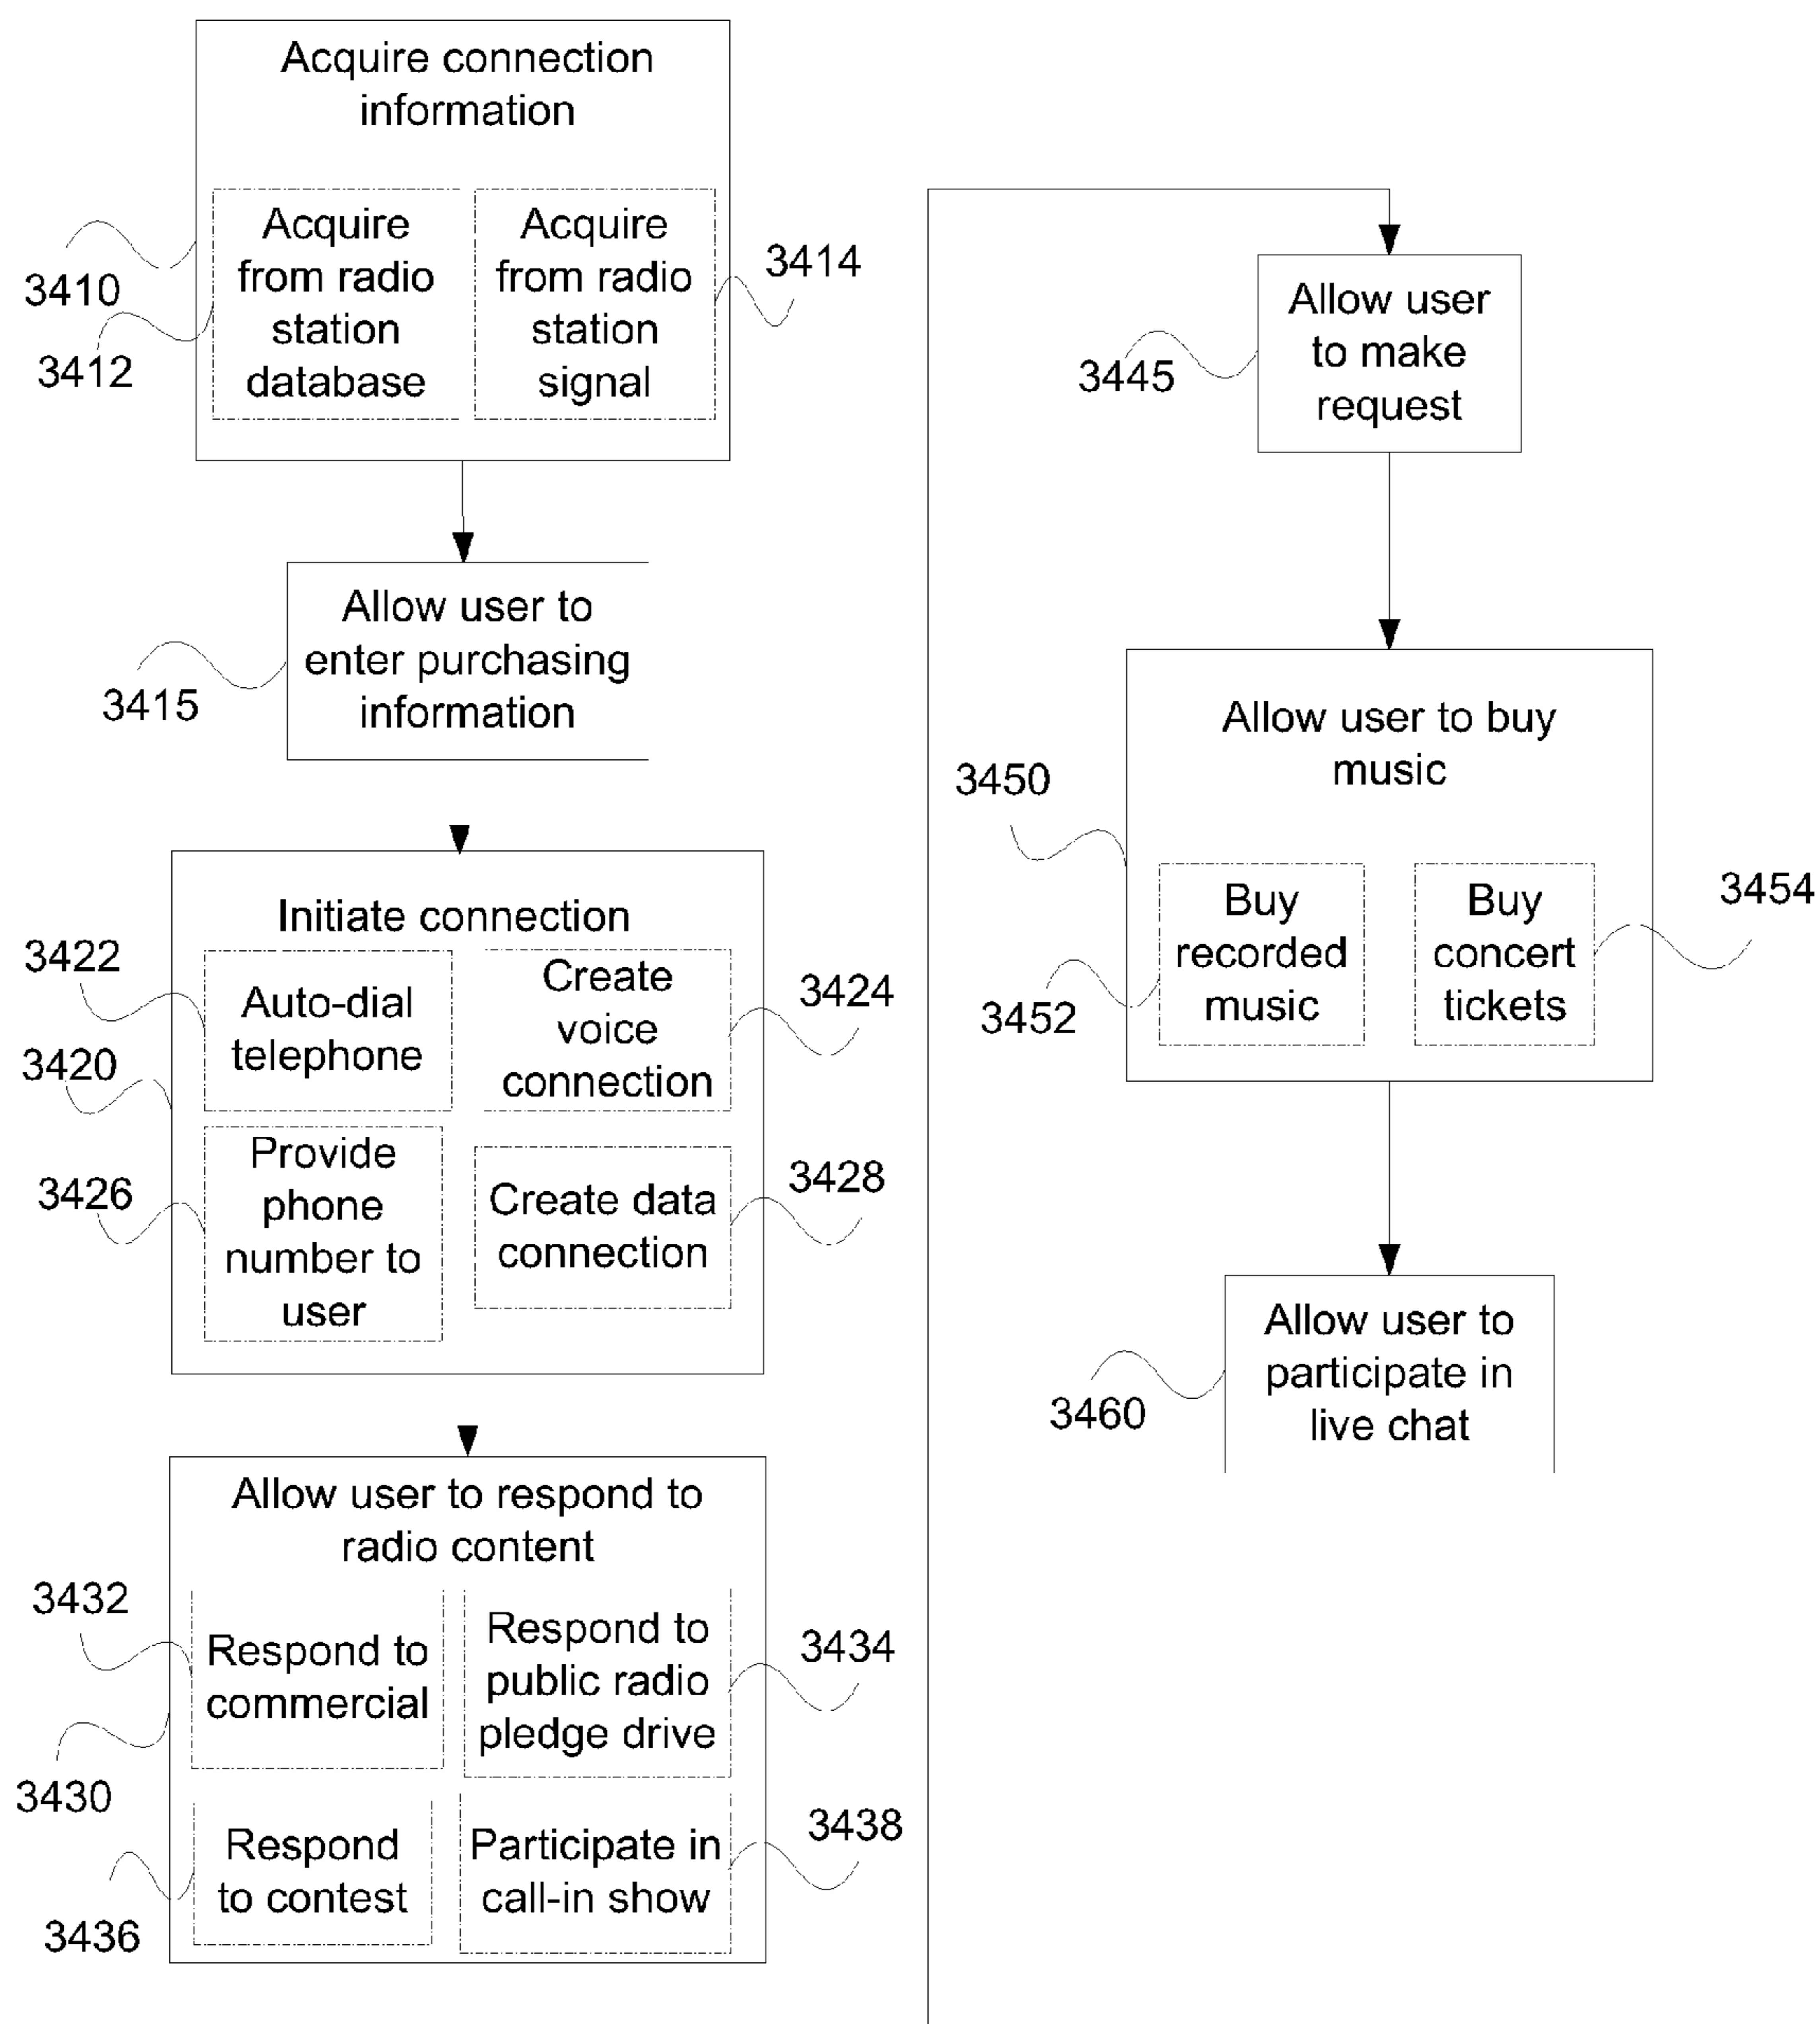 Acquire connection
information
Acquire
from radio
station
database
Acquire
from radio
station
signal
3410
3412
3414
Allow user to
enter purchasing
information
3415
Initiate connection
3422
Auto-dial
telephone
Create
voice
connection
3424
3420
Provide
phone
number to
user
3426
Create data
connection
3428
Allow user to respond to
radio content
3432
Respond to
commercial
Respond to
public radio
pledge drive
3434
3430
Respond
to contest
3436
Participate in
call-in show
3438
Allow user
to make
request
3445
Allow user to buy
music
3450
Buy
recorded
music
3452
Buy
concert
tickets
3454
Allow user to
participate in
live chat
3460